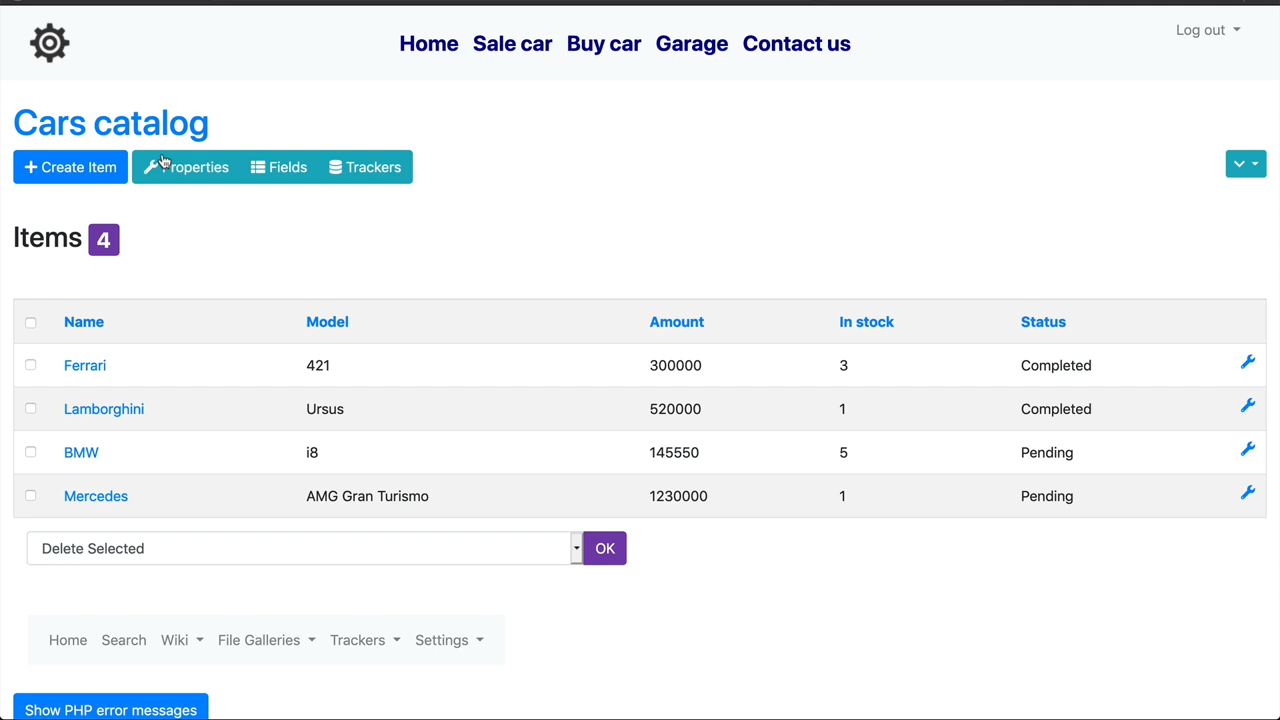 Home Sale car Buy car Garage Contact us
Log out
Cars catalog
Create Item Properties Fields Trackers
Items 4
Name Model Amount In stock Status
Ferrari 421 300000 3 Completed
Lamborghini Ursus 520000 1 Completed
BMW i8 145550 5 Pending
Mercedes AMG Gran Turismo 1230000 1 Pending
Delete Selected OK
Home Search Wiki File Galleries Trackers Settings
Show PHP error messages